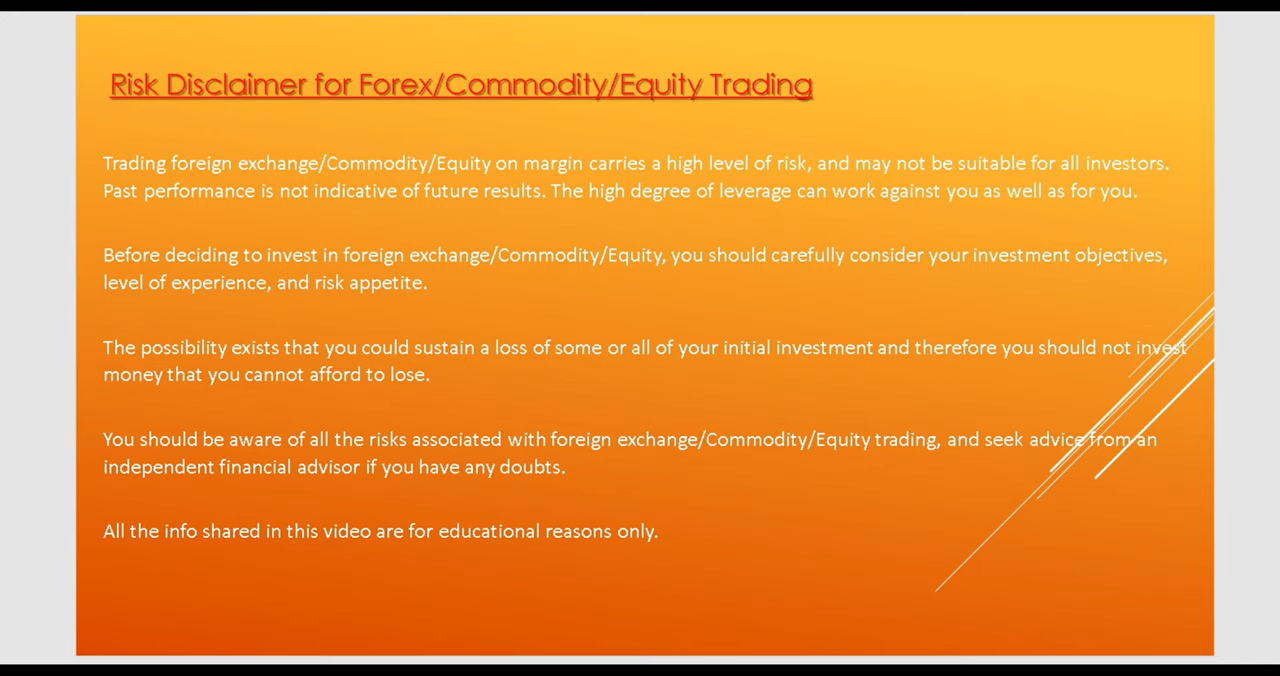 Risk Disclaimer for Forex/Commodity/Equity Trading
Trading foreign exchange/Commodity/Equity on margin carries a high level of risk, and may not be suitable for all investors.
Past performance is not indicative of future results. The high degree of leverage can work against you as well as for you.
Before deciding to invest in foreign exchange/Commodity/Equity, you should carefully consider your investment objectives,
level of experience, and risk appetite.
The possibility exists that you could sustain a loss of some or all of your initial investment and therefore you should not invest
money that you cannot afford to lose.
You should be aware of all the risks associated with foreign exchange/Commodity/Equity trading, and seek advice from an
independent financial advisor if you have any doubts.
All the info shared in this video are for educational reasons only.